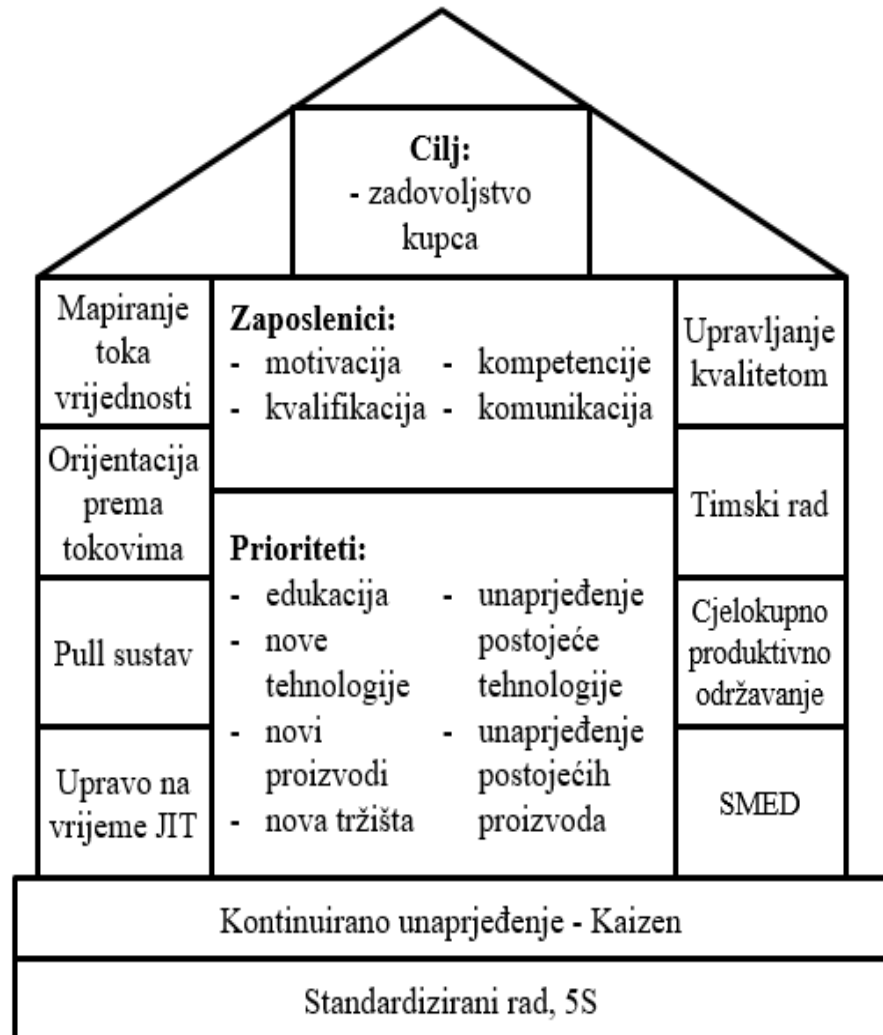 Cilj:
- zadovoljstvo
kupca
Mapiranje
toka
vrijednosti
Orijentacija
prema
tokovima
Pull sustav
Upravo na
vrijeme JIT
Zaposlenici:
- motivacija - kompetencije
- kvalifikacija - komunikacija
Prioriteti:
- edukacija
- nove
tehnologije
- novi
proizvodi
- nova tržišta
- unaprjeđenje
postojeće
tehnologije
- unaprjeđenje
postojećih
proizvoda
Upravljanje
kvalitetom
Timski rad
Cjelokupno
produktivno
održavanje
SMED
Kontinuirano unaprjeđenje - Kaizen
Standardizirani rad, 5S